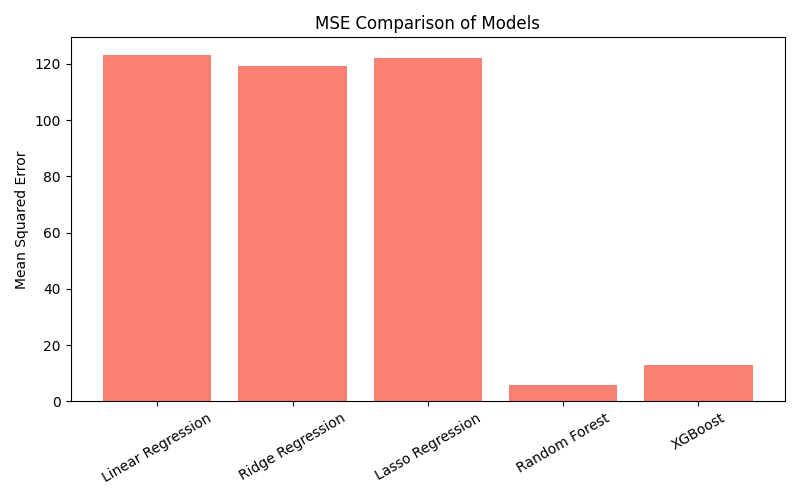 MSE Comparison of Models
Mean Squared Error
120
100
80
60
40
20
0
Linear Regression
Ridge Regression
Lasso Regression
Random Forest
XGBoost